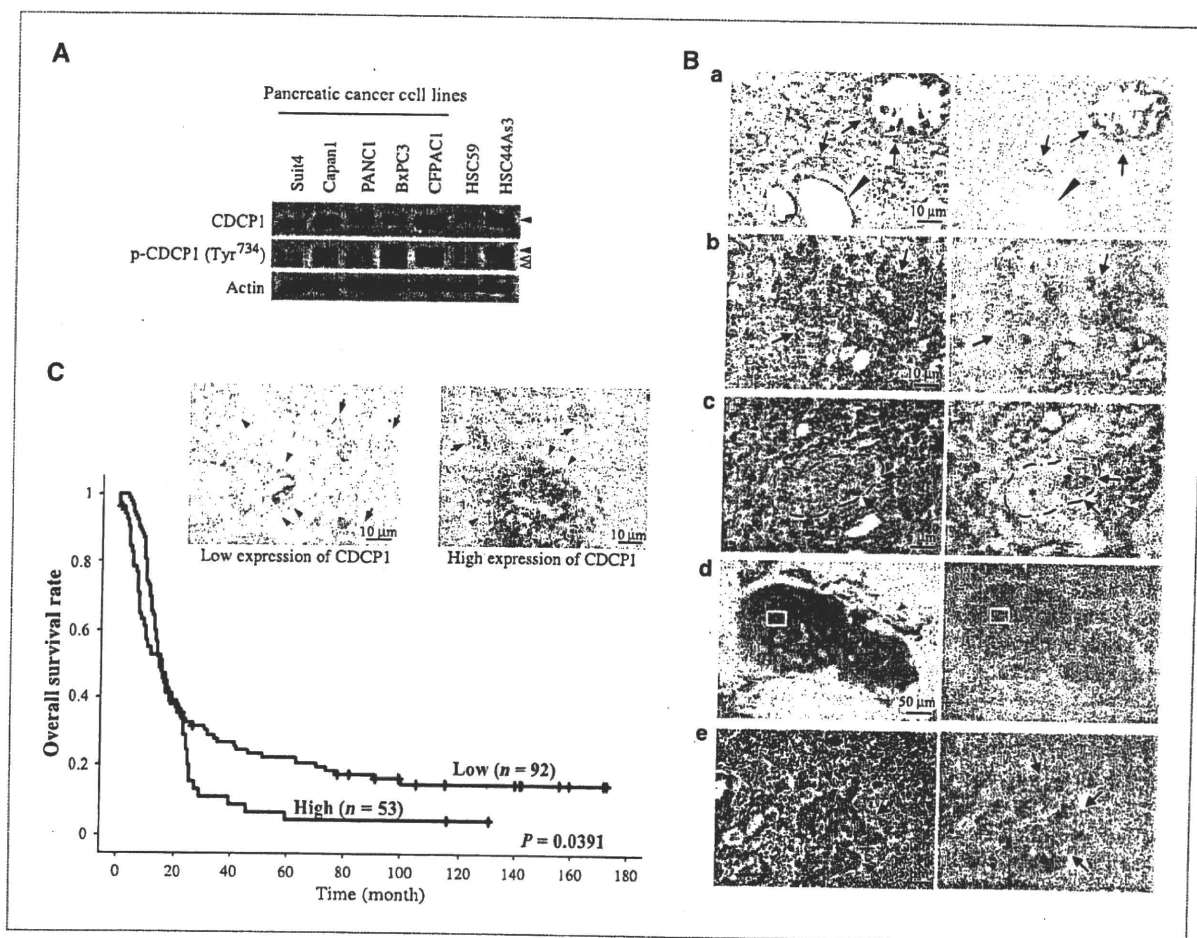 A
Pancreatic cancer cell lines
Suit4
Capan1
PANC1
BxPC3
CFPAC1
HSC59
HSC44As3
CDCP1
p-CDCP1 (Tyr734)
Actin
B
a
10 µm
b
10 µm
c
µm
d
50 µm
e
C
10 µm
Low expression of CDCP1
10 µm
High expression of CDCP1
Overall survival rate
1
0.8
0.6
0.4
0.2
0
Low (n = 92)
High (n = 53)
P = 0.0391
0 20 40 60 80 100 120 140 160 180
Time (month)